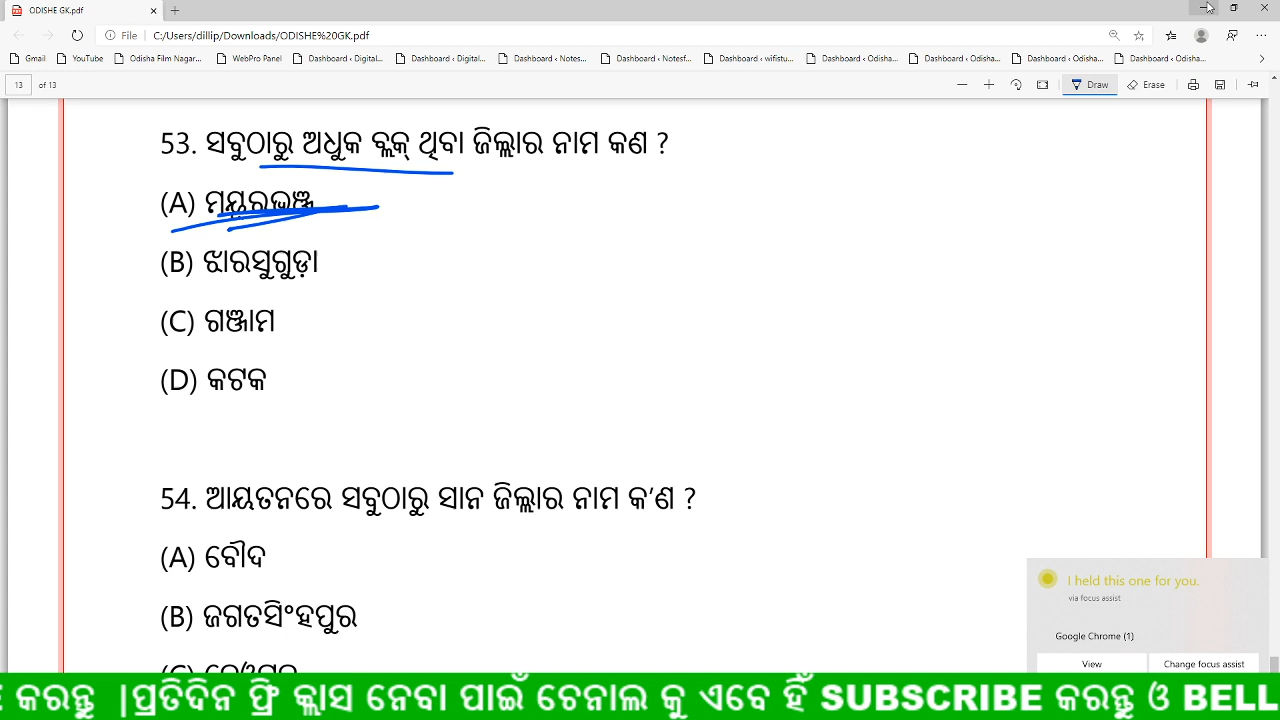 ODISHE GK.pdf
File C:/Users/dillip/Downloads/ODISHE%20GK.pdf
Gmail YouTube Odisha Film Nagar... WebPro Panel Dashboard ‹ Digital... Dashboard ‹ Digital... Dashboard ‹ Notes... Dashboard ‹ Notesf... Dashboard ‹ wifistu... Dashboard ‹ Odisha... Dashboard ‹ Odisha... Dashboard ‹ Odisha...
13 of 13 Draw Erase
53. ସବୁଠାରୁ ଅଧୁକ ବ୍ଲକ୍ ଥିବା ଜିଲ୍ଲାର ନାମ କଣ ?
(A) ମୟୂରଭଞ୍ଜ
(B) ଝାରସୁଗୁଡ଼ା
(C) ଗଞ୍ଜାମ
(D) କଟକ
54. ଆୟତନରେ ସବୁଠାରୁ ସାନ ଜିଲ୍ଲାର ନାମ କ'ଣ ?
(A) ବୌଦ
(B) ଜଗତସିଂହପୁର
(C)
I held this one for you.
via focus assist
Google Chrome (1)
View Change focus assist
କରନ୍ତୁ |ପ୍ରତିଦିନ ଫ୍ରି କ୍ଲାସ ନେବା ପାଇଁ ଚେନାଲ କୁ ଏବେ ହିଁ SUBSCRIBE କରନ୍ତୁ ଓ BELL